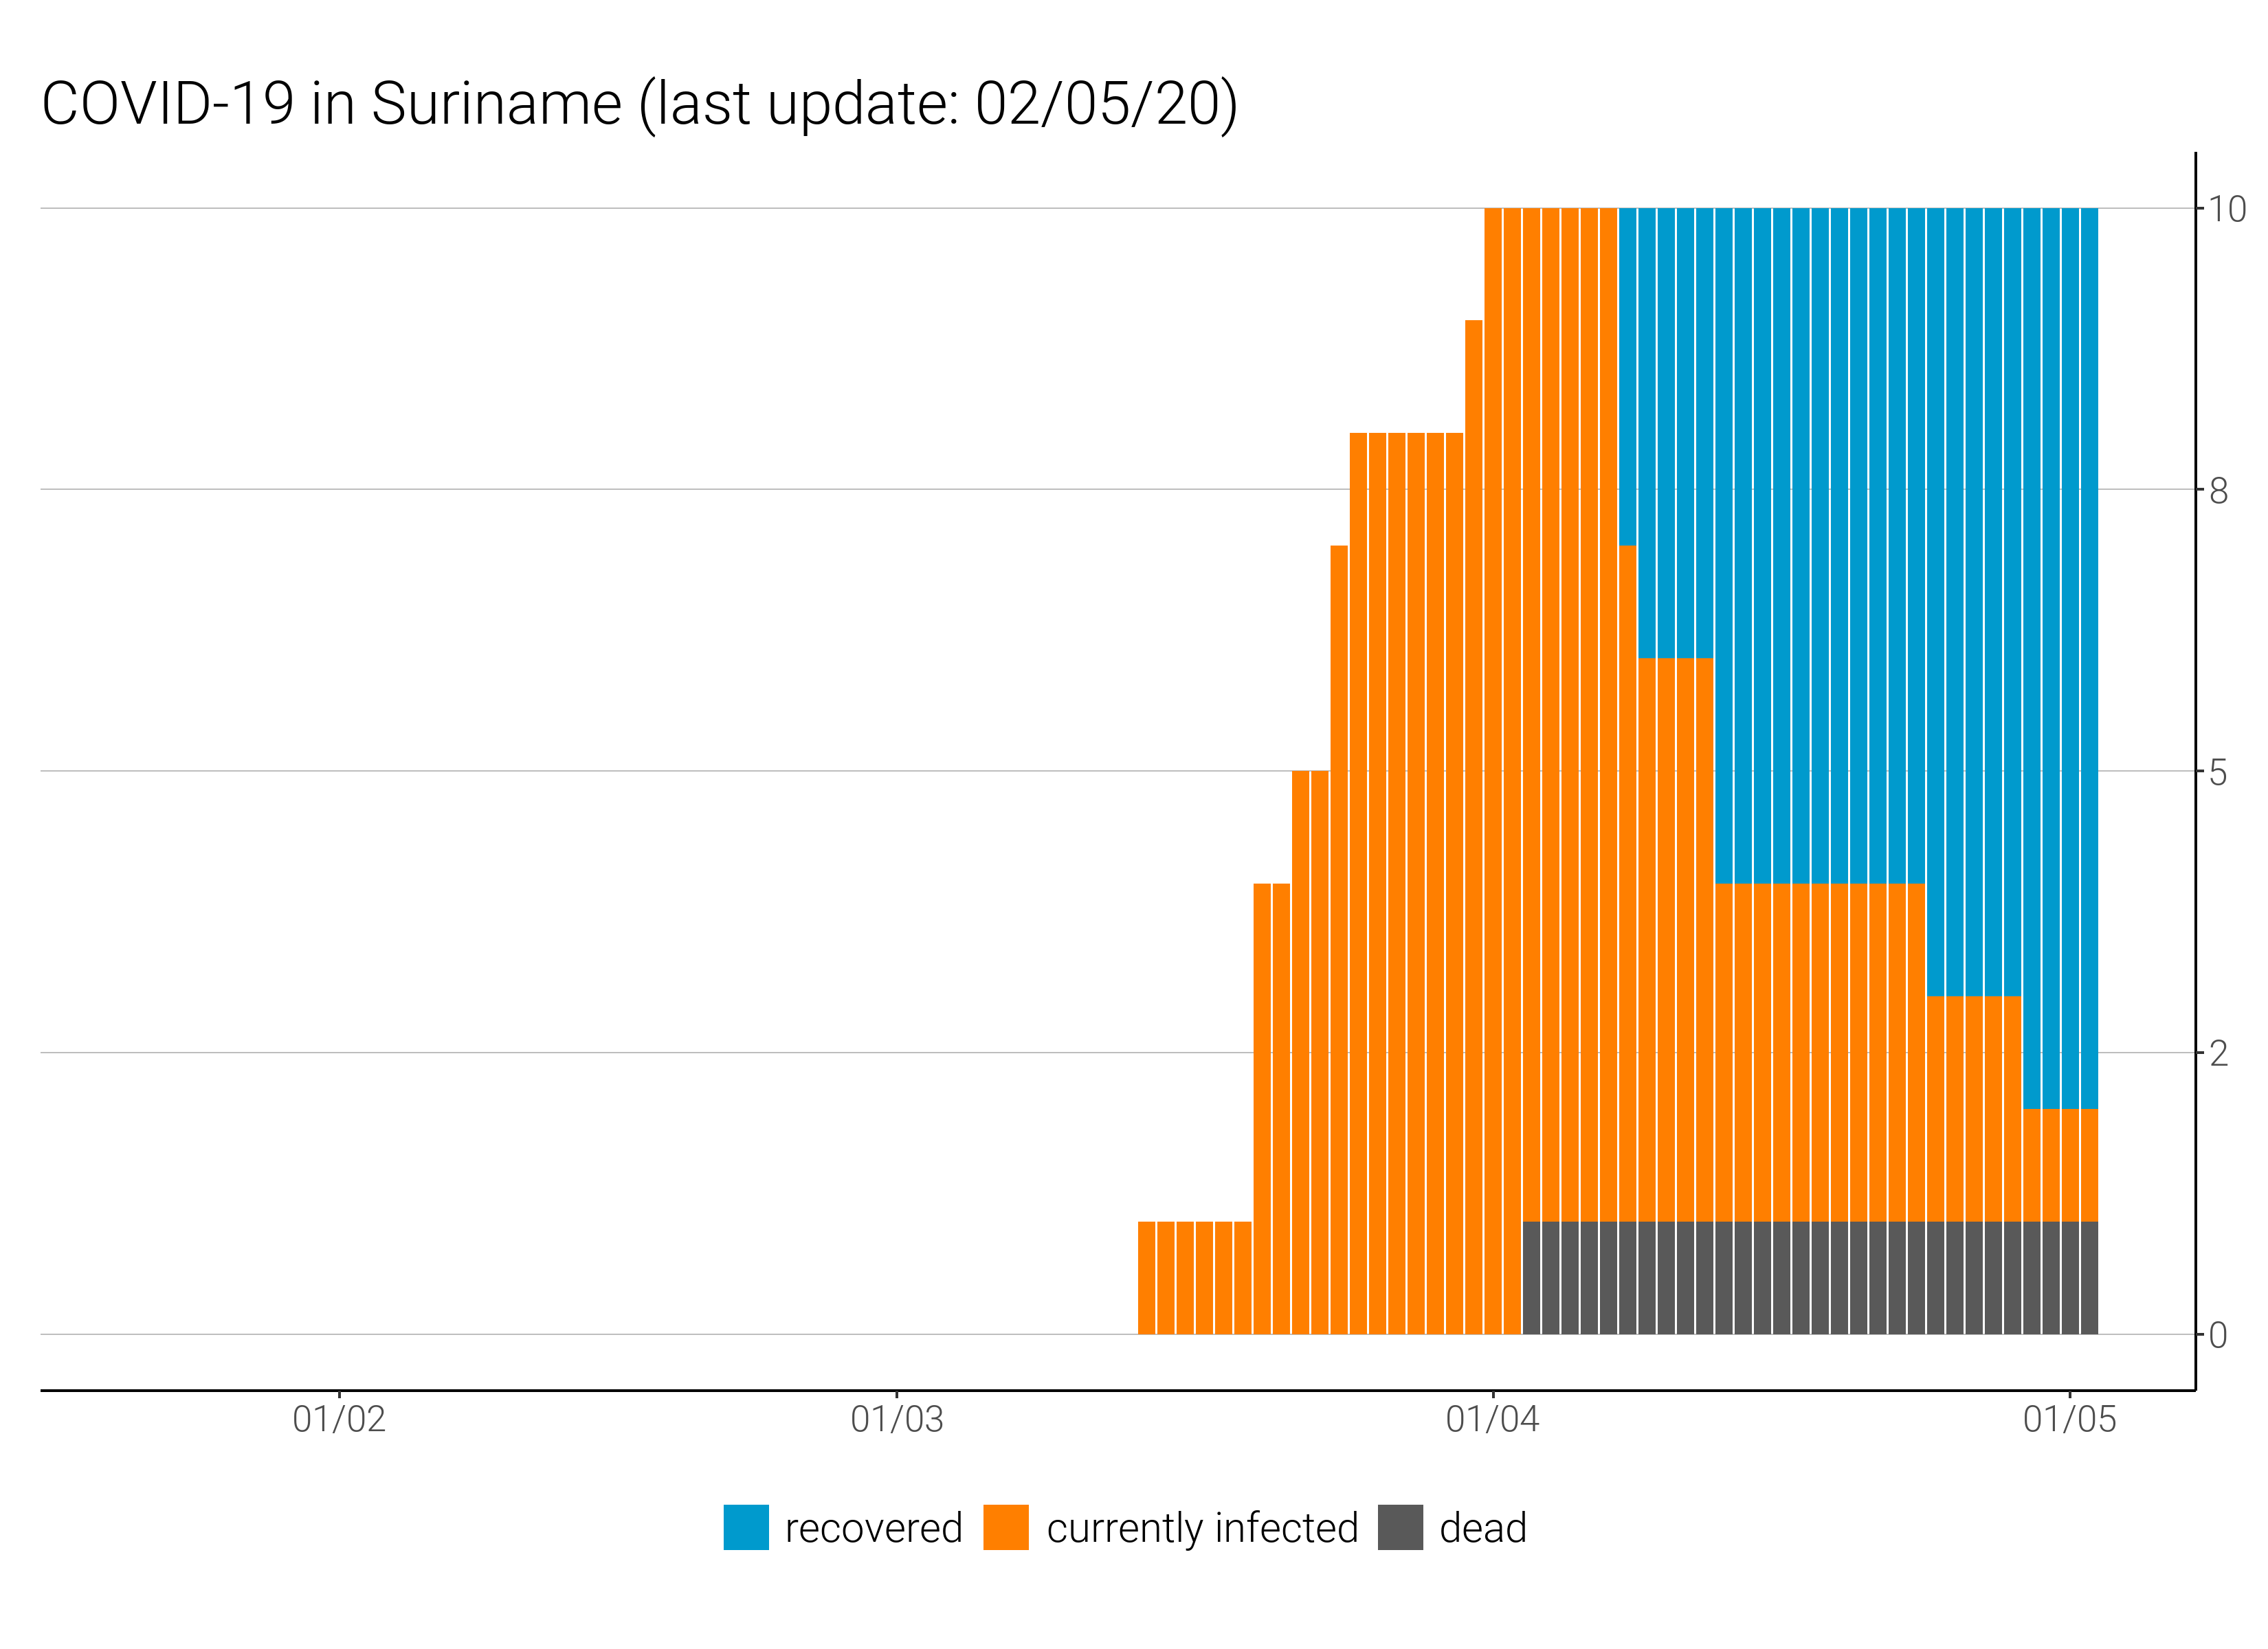 COVID-19 in Suriname (last update: 02/05/20)
10
8
5
2
0
01/02 01/03 01/04 01/05
recovered currently infected dead